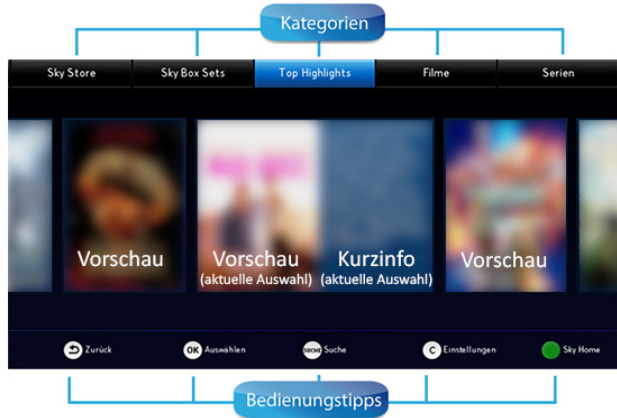 Kategorien
Sky Store Sky Box Sets Top Highlights Filme Serien
Vorschau Vorschau Kurzinfo Vorschau
(aktuelle Auswahl) (aktuelle Auswahl)
Zurück OK Auswählen SUCHE Suche C Einstellungen Sky Home
Bedienungstipps